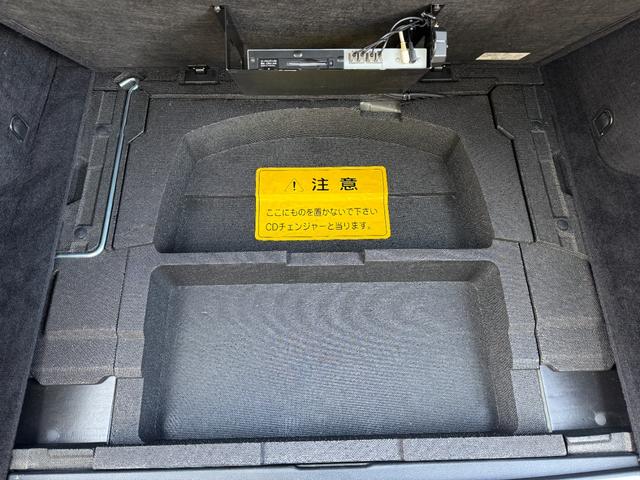 ⚠ 注意
ここにものを置かないで下さい
CDチェンジャーと当ります。